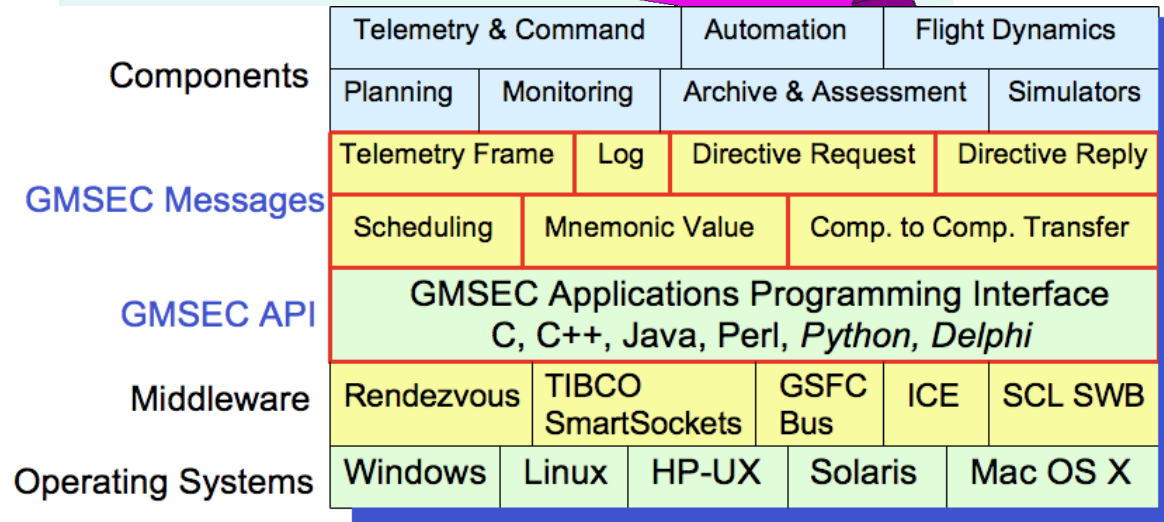 Components
Telemetry & Command Automation Flight Dynamics
Planning Monitoring Archive & Assessment Simulators
GMSEC Messages
Telemetry Frame Log Directive Request Directive Reply
Scheduling Mnemonic Value Comp. to Comp. Transfer
GMSEC API
GMSEC Applications Programming Interface
C, C++, Java, Perl, Python, Delphi
Middleware
Rendezvous
TIBCO
SmartSockets
GSFC
Bus
ICE
SCL SWB
Operating Systems
Windows Linux HP-UX Solaris Mac OS X